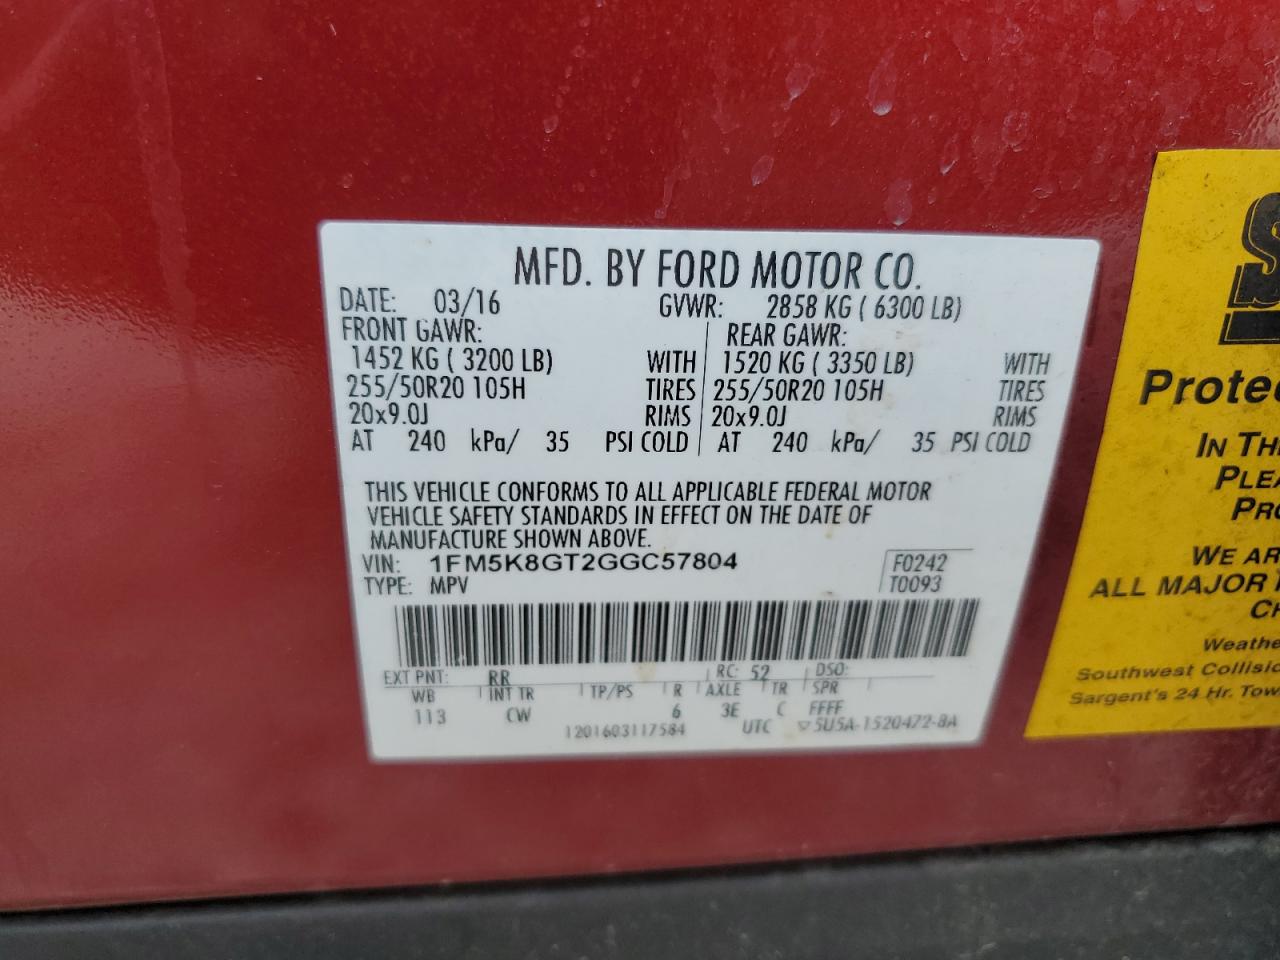 MFD. BY FORD MOTOR CO.
DATE: 03/16 GVWR: 2858 KG ( 6300 LB)
FRONT GAWR: REAR GAWR:
1452 KG ( 3200 LB) WITH 1520 KG ( 3350 LB) WITH
255/50R20 105H TIRES 255/50R20 105H TIRES
20x9.0J RIMS 20x9.0J RIMS
AT 240 kPa/ 35 PSI COLD AT 240 kPa/ 35 PSI COLD
THIS VEHICLE CONFORMS TO ALL APPLICABLE FEDERAL MOTOR
VEHICLE SAFETY STANDARDS IN EFFECT ON THE DATE OF
MANUFACTURE SHOWN ABOVE.
VIN: 1FM5K8GT2GGC57804 F0242
TYPE: MPV T0093
EXT PNT: RR RC: 52 DSO:
WB INT TR TP/PS R AXLE TR SPR
113 CW 6 3E C FFFF
1201603117584 UTC 5U5A-1520472-8A
S
Protec
IN TH
PLEA
PRO
WE AR
ALL MAJOR
CH
Weathe
Southwest Collisio
Sargent's 24 Hr. Tow